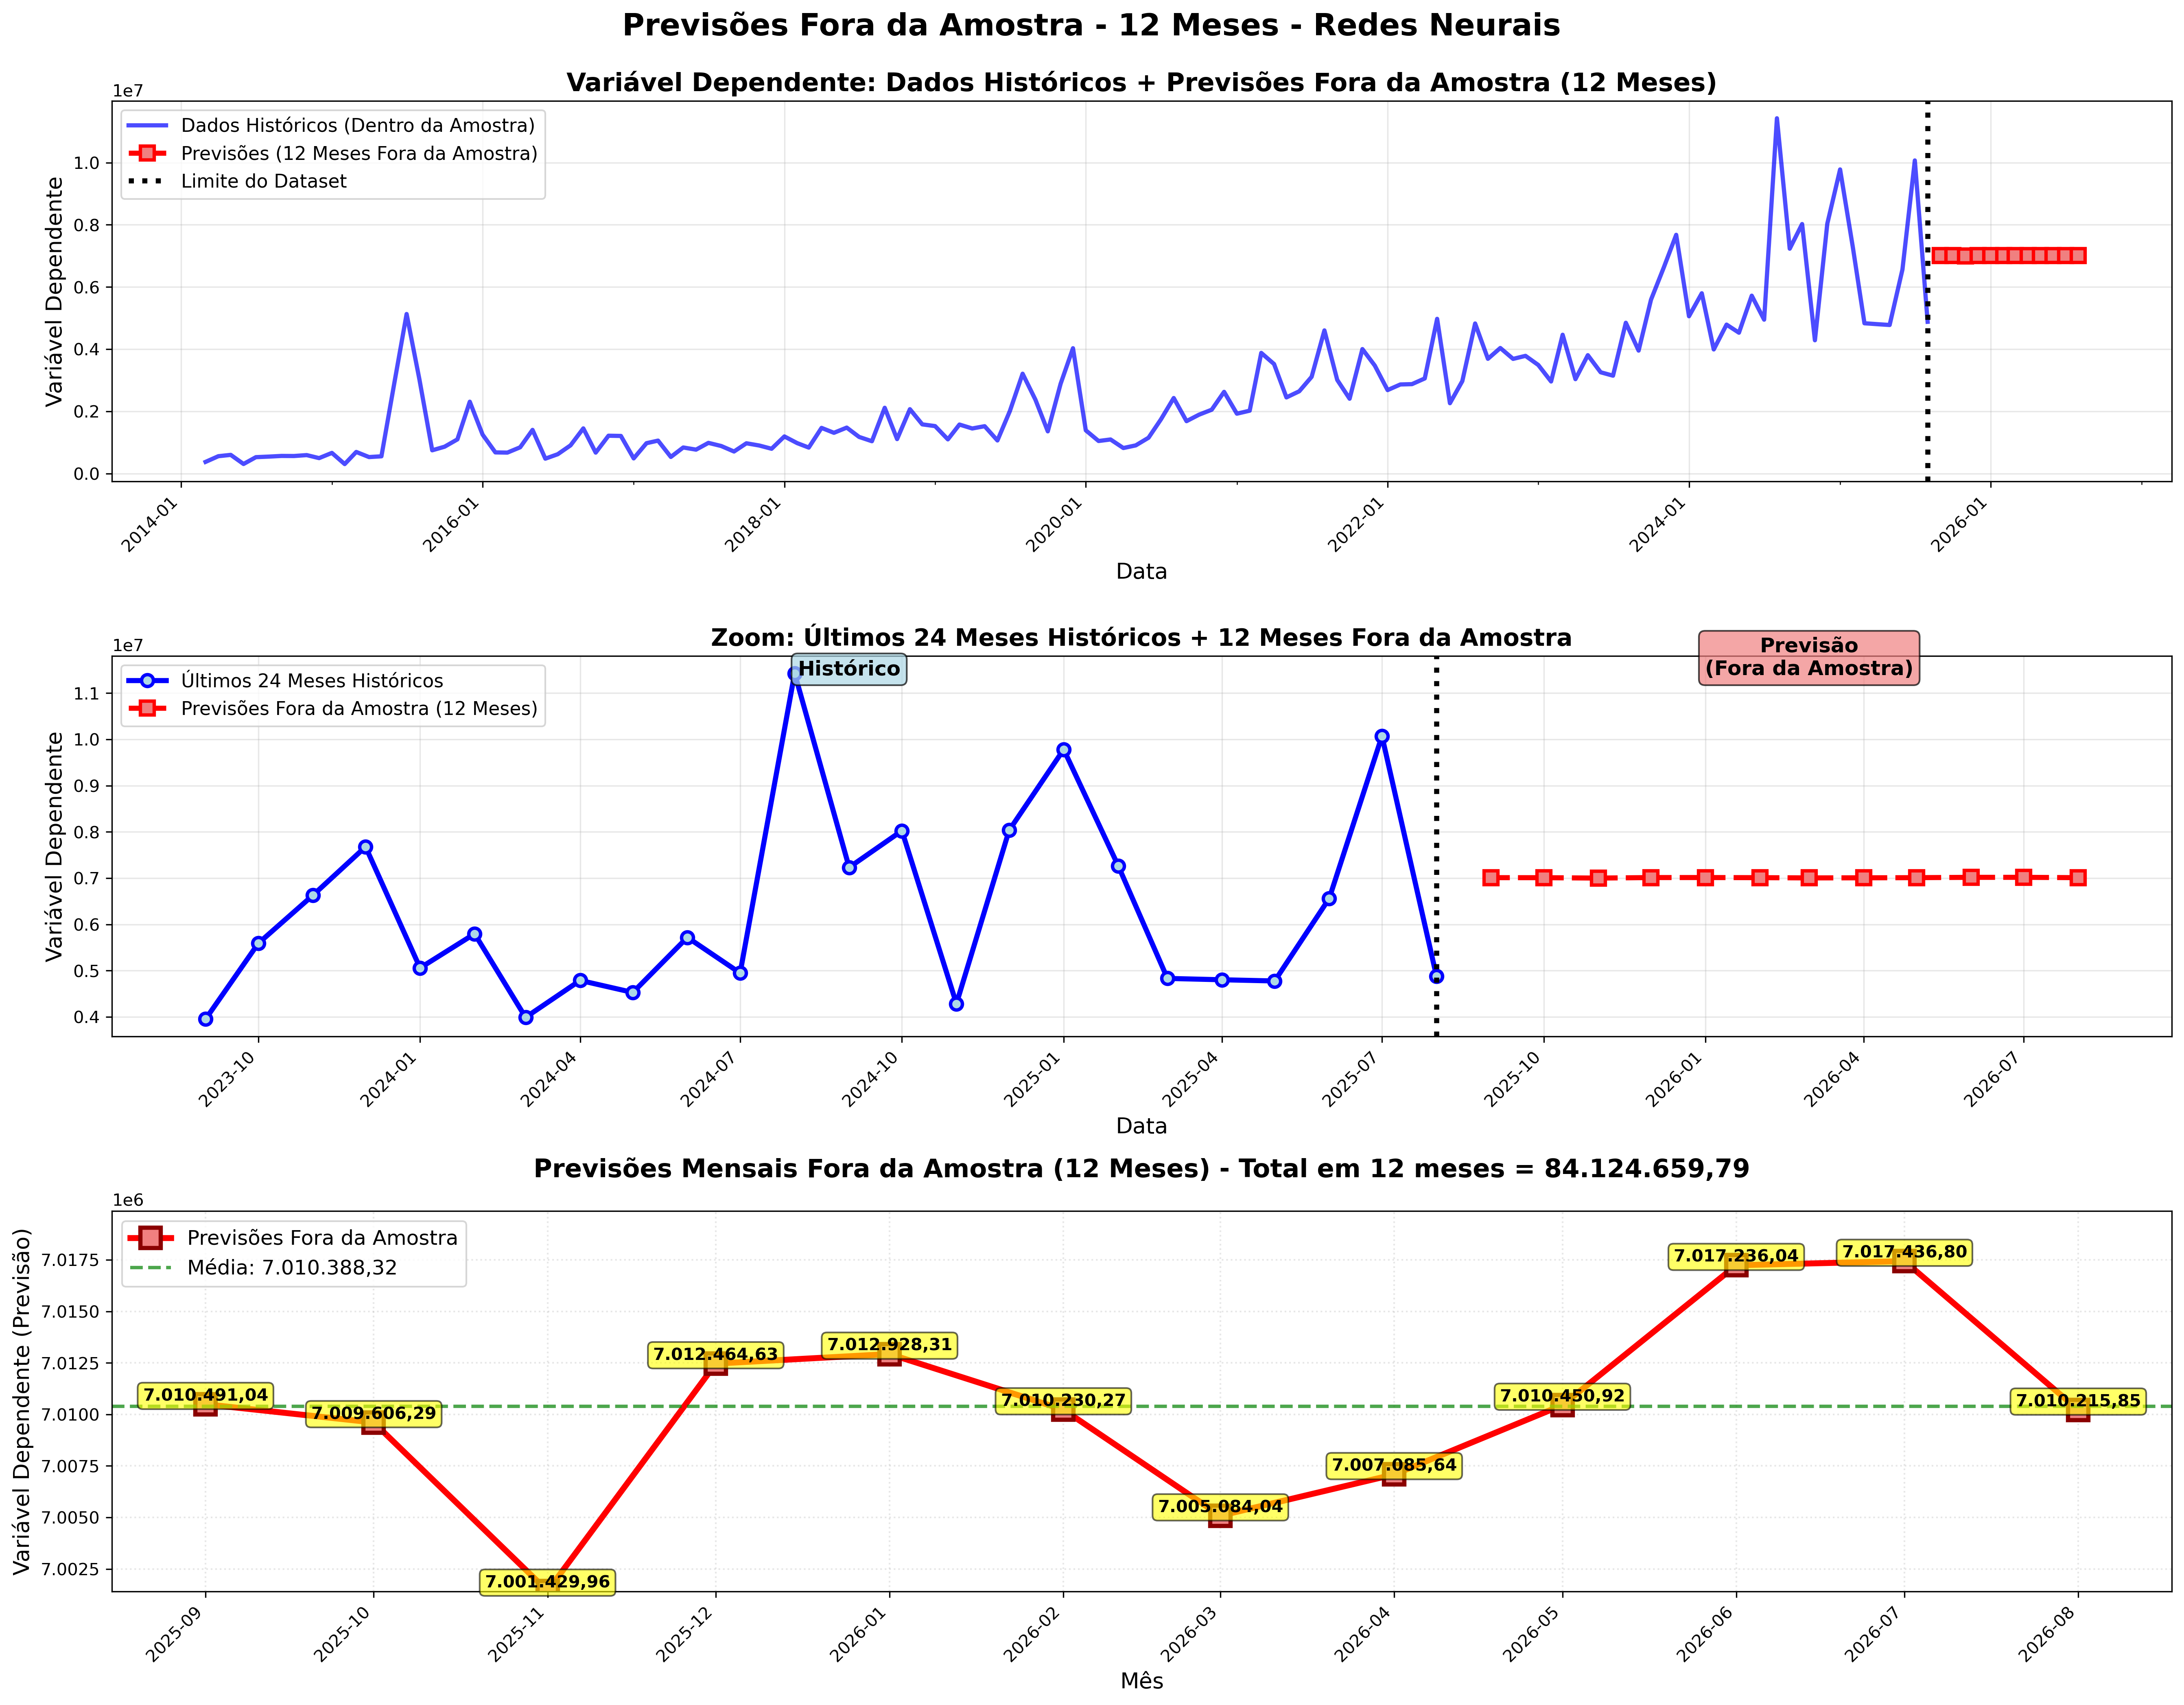 Previsões Fora da Amostra - 12 Meses - Redes Neurais
Variável Dependente: Dados Históricos + Previsões Fora da Amostra (12 Meses)
1e7
Dados Históricos (Dentro da Amostra)
Previsões (12 Meses Fora da Amostra)
Limite do Dataset
Variável Dependente
1.0
0.8
0.6
0.4
0.2
0.0
2014-01
2016-01
2018-01
2020-01
2022-01
2024-01
2026-01
Data
Zoom: Últimos 24 Meses Históricos + 12 Meses Fora da Amostra
1e7
Últimos 24 Meses Históricos
Previsões Fora da Amostra (12 Meses)
Histórico
Previsão
(Fora da Amostra)
Variável Dependente
1.1
1.0
0.9
0.8
0.7
0.6
0.5
0.4
2023-10
2024-01
2024-04
2024-07
2024-10
2025-01
2025-04
2025-07
2025-10
2026-01
2026-04
2026-07
Data
Previsões Mensais Fora da Amostra (12 Meses) - Total em 12 meses = 84.124.659,79
1e6
Previsões Fora da Amostra
Média: 7.010.388,32
Variável Dependente (Previsão)
7.0175
7.0150
7.0125
7.0100
7.0075
7.0050
7.0025
7.010.491,04
7.009.606,29
7.001.429,96
7.012.464,63
7.012.928,31
7.010.230,27
7.005.084,04
7.007.085,64
7.010.450,92
7.017.236,04
7.017.436,80
7.010.215,85
2025-09
2025-10
2025-11
2025-12
2026-01
2026-02
2026-03
2026-04
2026-05
2026-06
2026-07
2026-08
Mês